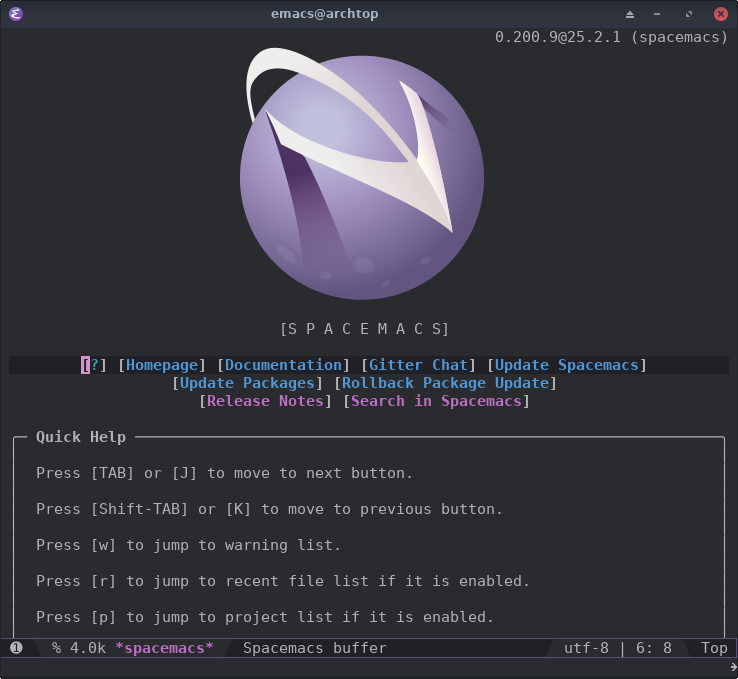 emacs@archtop
0.200.9@25.2.1 (spacemacs)
[S P A C E M A C S]
[?] [Homepage] [Documentation] [Gitter Chat] [Update Spacemacs]
[Update Packages] [Rollback Package Update]
[Release Notes] [Search in Spacemacs]
Quick Help
Press [TAB] or [J] to move to next button.
Press [Shift-TAB] or [K] to move to previous button.
Press [w] to jump to warning list.
Press [r] to jump to recent file list if it is enabled.
Press [p] to jump to project list if it is enabled.
❶ % 4.0k *spacemacs* Spacemacs buffer utf-8 | 6: 8 Top